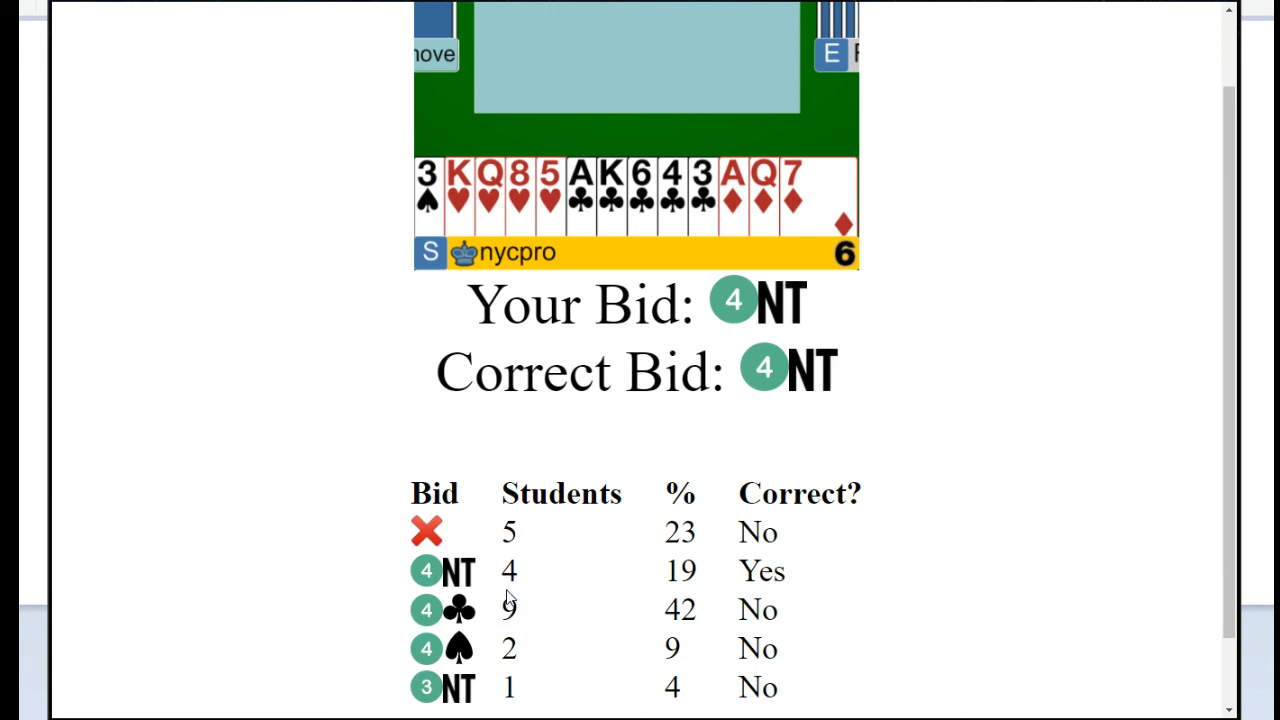 nove
E
3 K Q 8 5 A K 6 4 3 A Q 7
S nycpro 6
Your Bid: 4NT
Correct Bid: 4NT
Bid Students % Correct?
5 23 No
4NT 4 19 Yes
4♣ 9 42 No
4♠ 2 9 No
3NT 1 4 No